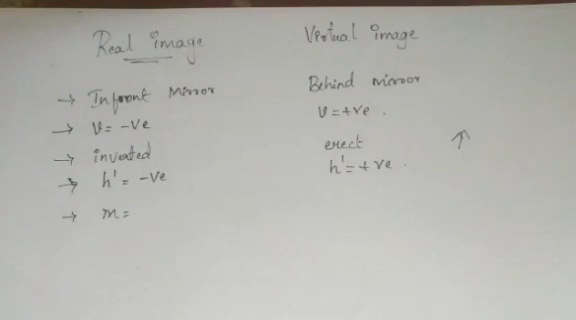 Real image
→ Infront Mirror
→ v = -ve
→ inverted
→ h' = -ve
→ m =
Virtual image
Behind mirror
v = +ve .
erect ↑
h' = +ve .